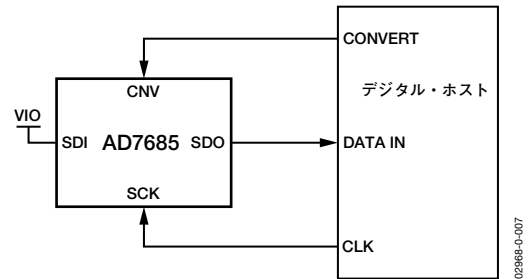 CONVERT
CNV
デジタル・ホスト
VIO
SDI AD7685 SDO
DATA IN
SCK
CLK
02968-0-007